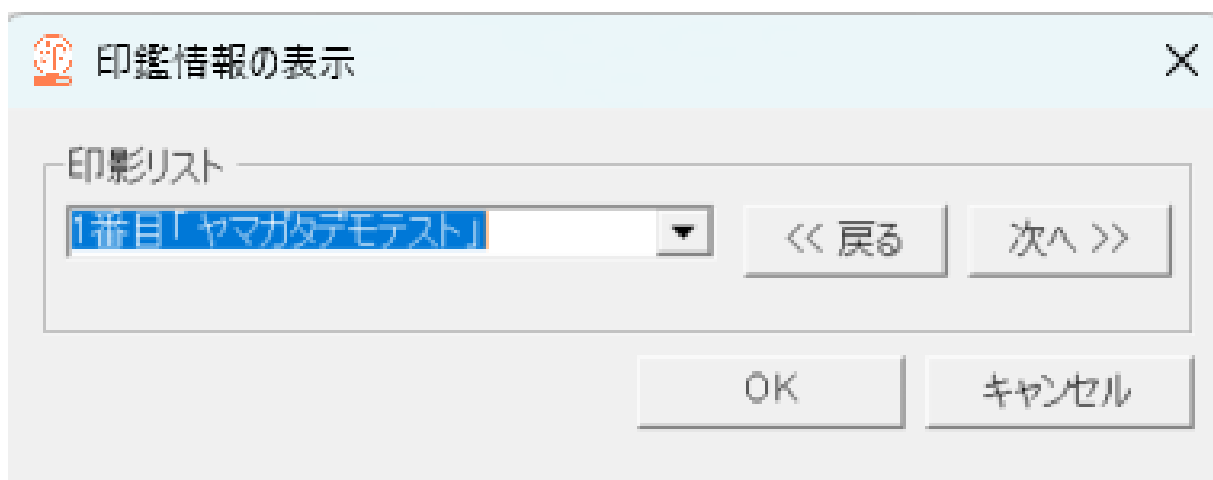 印鑑情報の表示
印影リスト
1番目「 ヤマガタデモテスト」
<< 戻る
次へ >>
OK
キャンセル